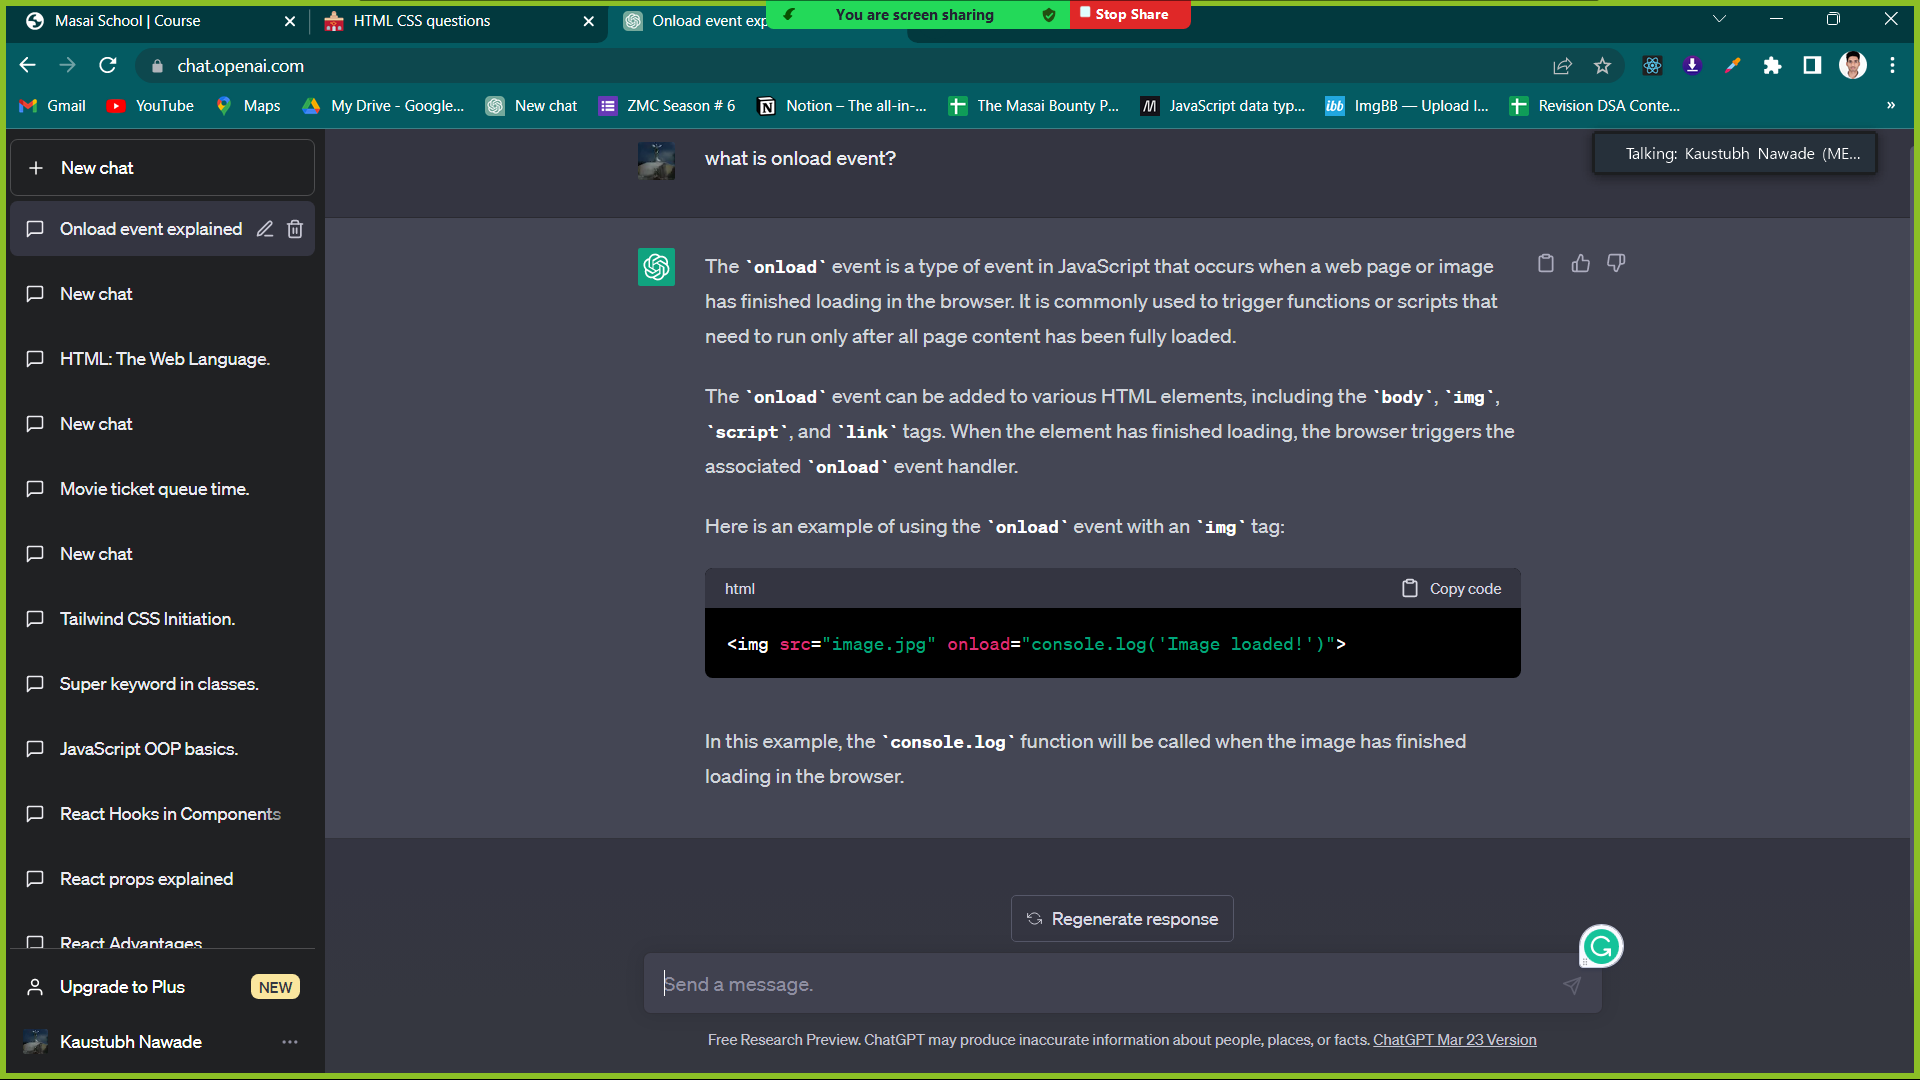 Masai School | Course
HTML CSS questions
Onload event exp
You are screen sharing
Stop Share
chat.openai.com
Gmail
YouTube
Maps
My Drive - Google...
New chat
ZMC Season # 6
Notion – The all-in-...
The Masai Bounty P...
JavaScript data typ...
ibb
ImgBB — Upload I...
Revision DSA Conte...
»
Talking: Kaustubh Nawade (ME...
New chat
Onload event explained
New chat
HTML: The Web Language.
New chat
Movie ticket queue time.
New chat
Tailwind CSS Initiation.
Super keyword in classes.
JavaScript OOP basics.
React Hooks in Components
React props explained
React Advantages
Upgrade to Plus
NEW
Kaustubh Nawade
what is onload event?
The `onload` event is a type of event in JavaScript that occurs when a web page or image
has finished loading in the browser. It is commonly used to trigger functions or scripts that
need to run only after all page content has been fully loaded.
The `onload` event can be added to various HTML elements, including the `body`, `img`,
`script`, and `link` tags. When the element has finished loading, the browser triggers the
associated `onload` event handler.
Here is an example of using the `onload` event with an `img` tag:
html
Copy code
<img src="image.jpg" onload="console.log('Image loaded!')">
In this example, the `console.log` function will be called when the image has finished
loading in the browser.
Regenerate response
Send a message.
Free Research Preview. ChatGPT may produce inaccurate information about people, places, or facts. ChatGPT Mar 23 Version